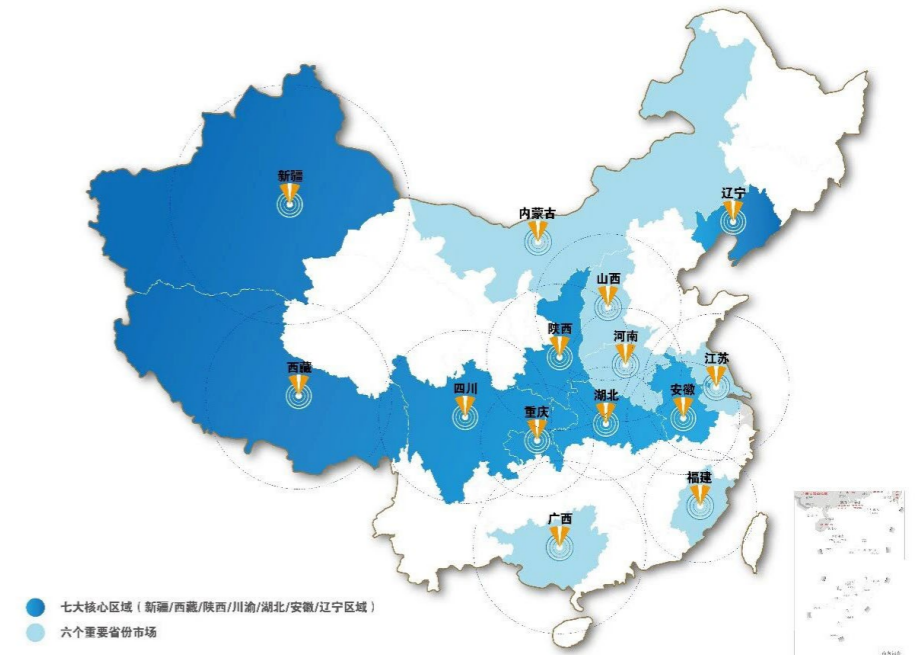 新疆
辽宁
内蒙古
山西
陕西
河南
江苏
西藏
四川
安徽
湖北
重庆
福建
广西
七大核心区域（新疆/西藏/陕西/川渝/湖北/安徽/辽宁区域）
六个重要省份市场